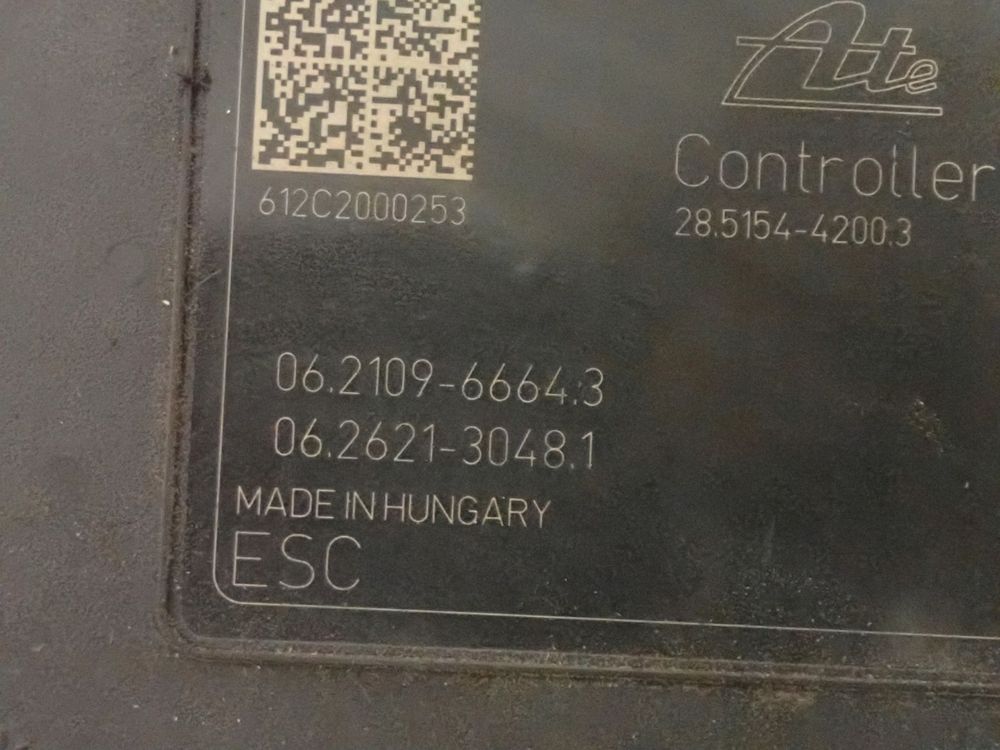 Ate
Controller
28.5154-4200.3
612C2000253
06.2109-6664.3
06.2621-3048.1
MADE IN HUNGARY
ESC